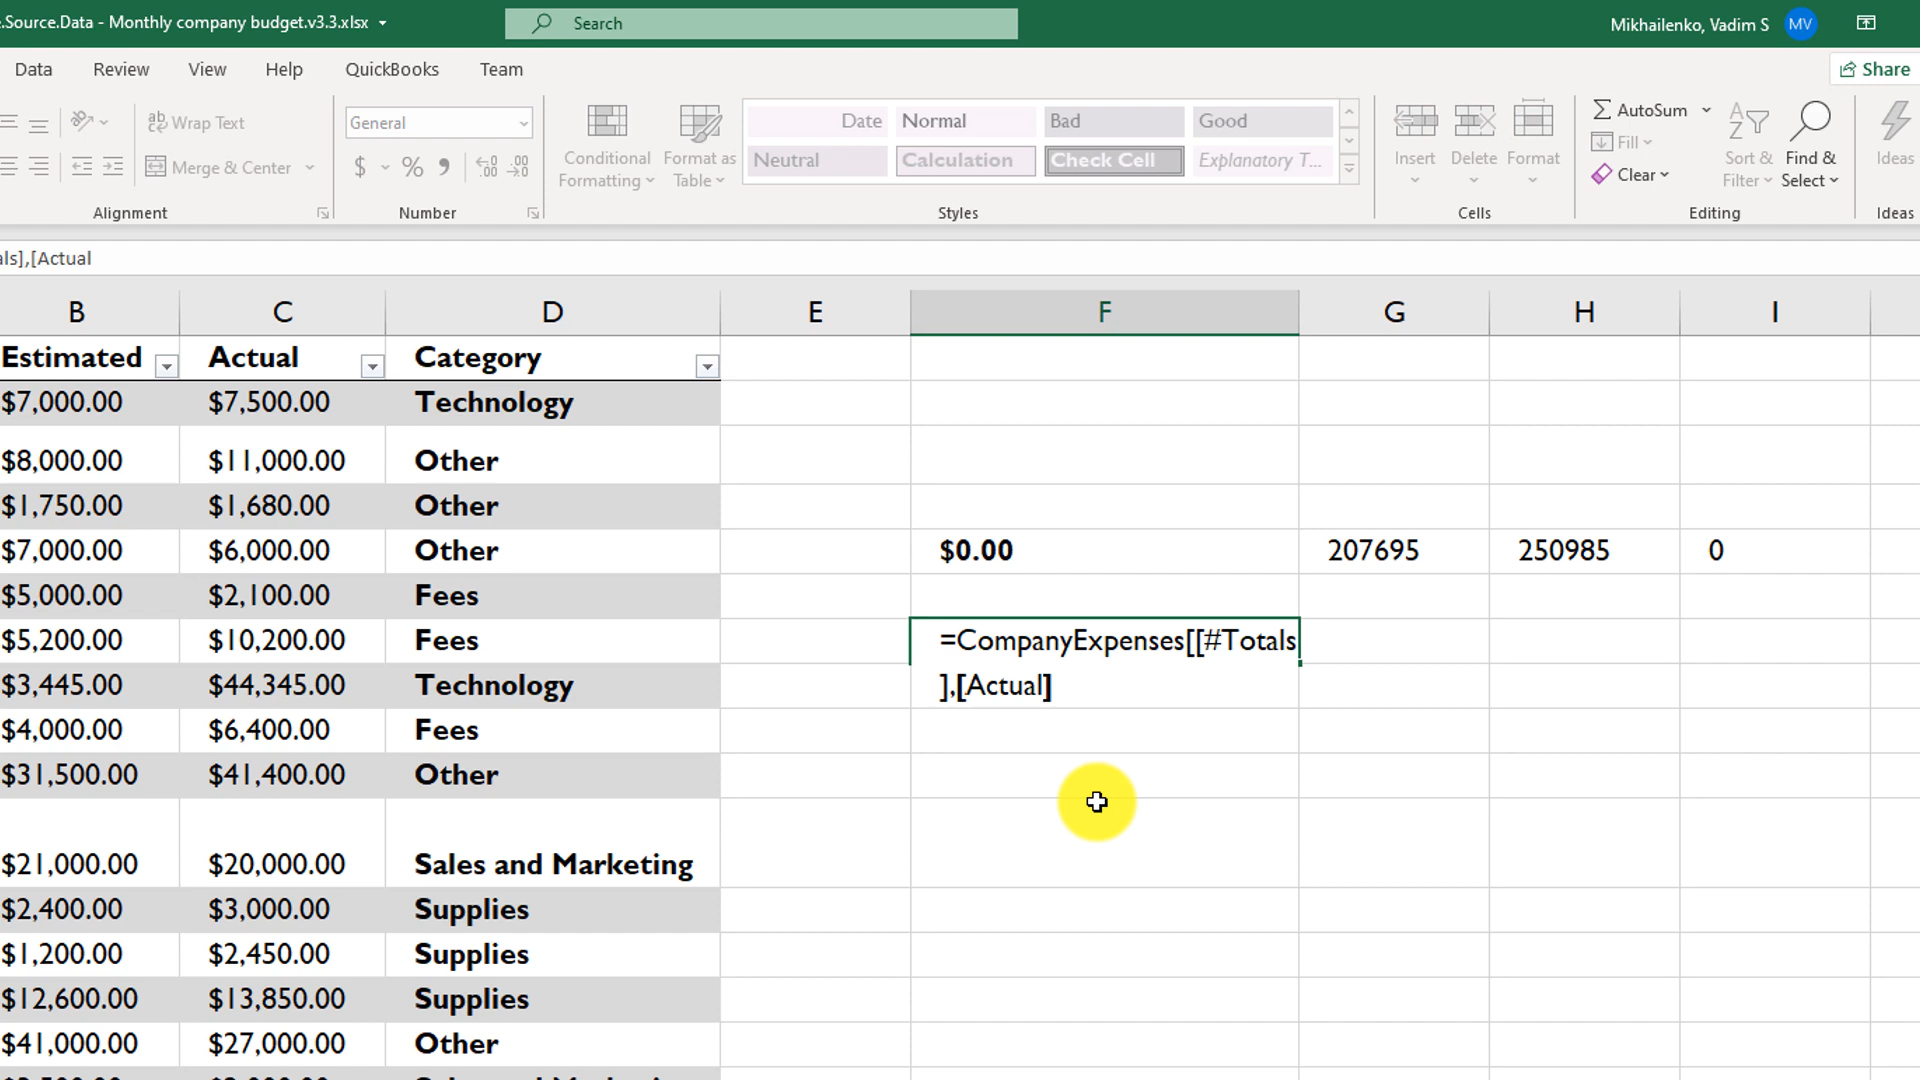 .Source.Data - Monthly company budget.v3.3.xlsx
Search
Mikhailenko, Vadim S
MV
Data Review View Help QuickBooks Team
Share
ab Wrap Text
Merge & Center
Alignment
General
$ % 9
Number
Conditional Formatting
Format as Table
Date Normal Bad Good
Neutral Calculation Check Cell Explanatory T...
Styles
Insert Delete Format
Cells
AutoSum
Fill
Clear
Sort & Filter
Find & Select
Editing
Ideas
Ideas
ls],[Actual
B C D E F G H I
Estimated Actual Category
$7,000.00 $7,500.00 Technology
$8,000.00 $11,000.00 Other
$1,750.00 $1,680.00 Other
$7,000.00 $6,000.00 Other $0.00 207695 250985 0
$5,000.00 $2,100.00 Fees
$5,200.00 $10,200.00 Fees =CompanyExpenses[[#Totals
$3,445.00 $44,345.00 Technology ],[Actual]
$4,000.00 $6,400.00 Fees
$31,500.00 $41,400.00 Other
$21,000.00 $20,000.00 Sales and Marketing
$2,400.00 $3,000.00 Supplies
$1,200.00 $2,450.00 Supplies
$12,600.00 $13,850.00 Supplies
$41,000.00 $27,000.00 Other